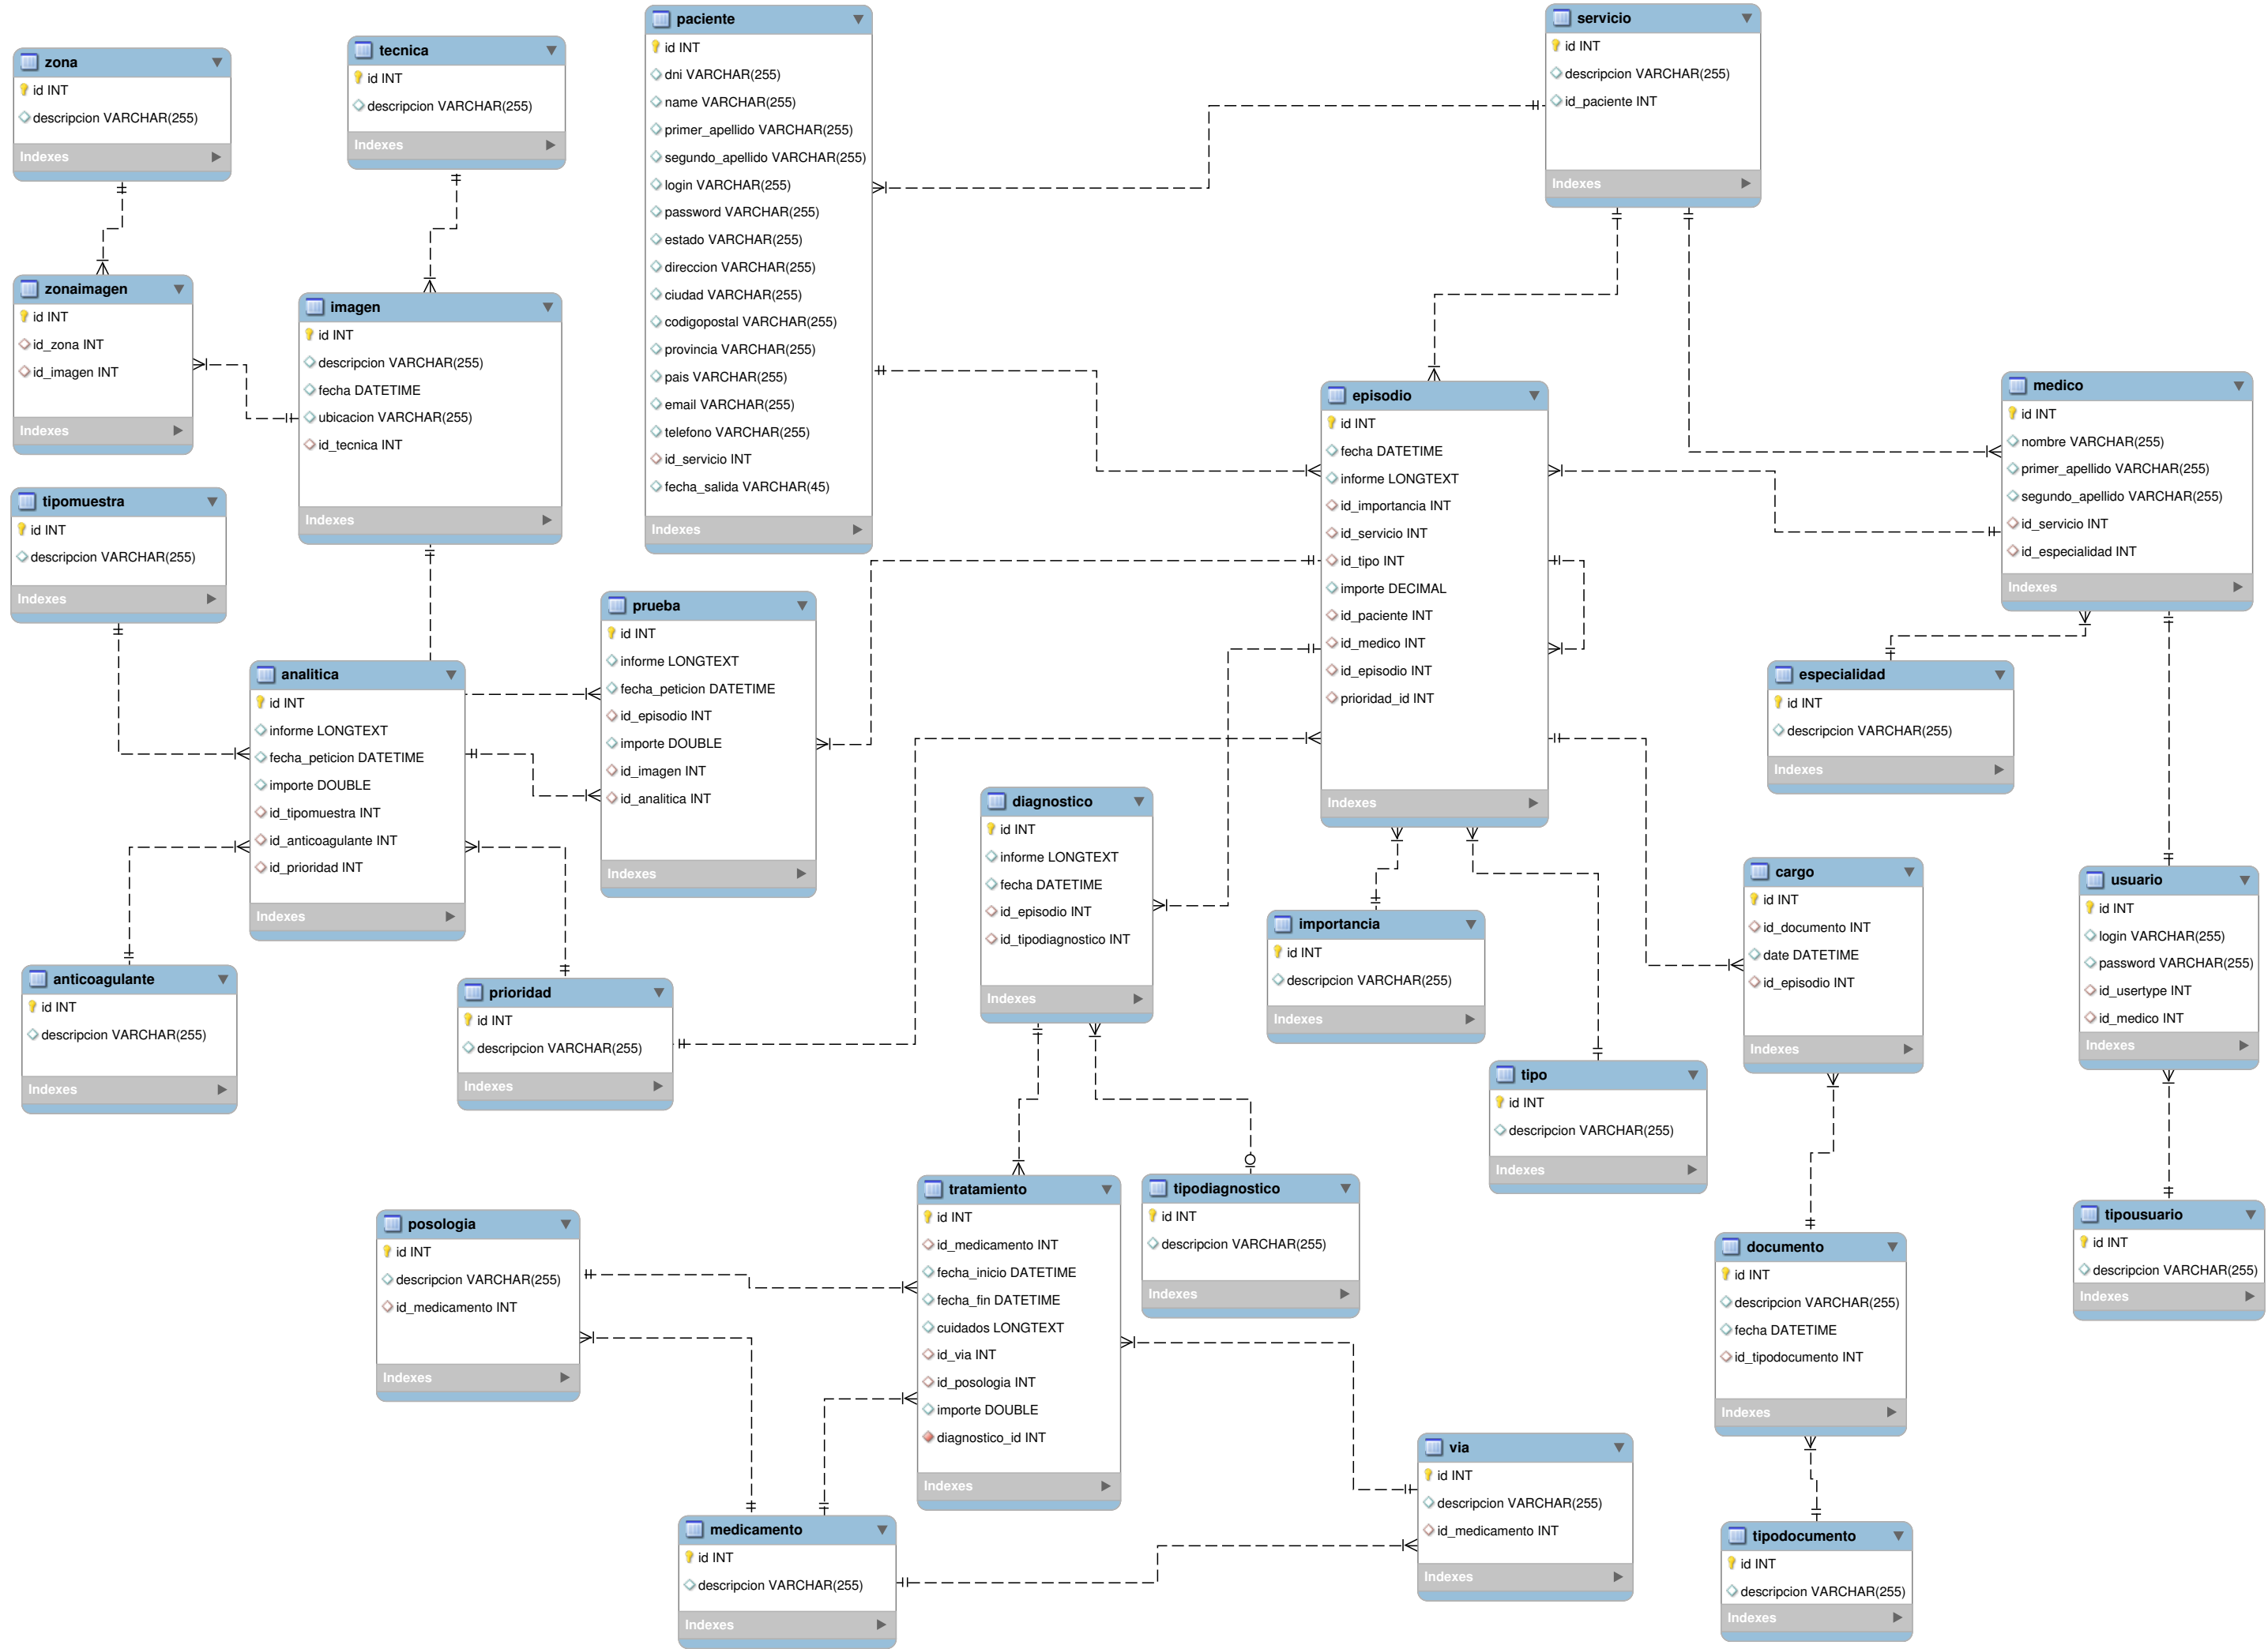 zona
id INT
descripcion VARCHAR(255)
Indexes
tecnica
id INT
descripcion VARCHAR(255)
Indexes
paciente
id INT
dni VARCHAR(255)
name VARCHAR(255)
primer_apellido VARCHAR(255)
segundo_apellido VARCHAR(255)
login VARCHAR(255)
password VARCHAR(255)
estado VARCHAR(255)
direccion VARCHAR(255)
ciudad VARCHAR(255)
codigopostal VARCHAR(255)
provincia VARCHAR(255)
pais VARCHAR(255)
email VARCHAR(255)
telefono VARCHAR(255)
id_servicio INT
fecha_salida VARCHAR(45)
Indexes
servicio
id INT
descripcion VARCHAR(255)
id_paciente INT
Indexes
zonaimagen
id INT
id_zona INT
id_imagen INT
Indexes
imagen
id INT
descripcion VARCHAR(255)
fecha DATETIME
ubicacion VARCHAR(255)
id_tecnica INT
Indexes
episodio
id INT
fecha DATETIME
informe LONGTEXT
id_importancia INT
id_servicio INT
id_tipo INT
importe DECIMAL
id_paciente INT
id_medico INT
id_episodio INT
prioridad_id INT
Indexes
medico
id INT
nombre VARCHAR(255)
primer_apellido VARCHAR(255)
segundo_apellido VARCHAR(255)
id_servicio INT
id_especialidad INT
Indexes
tipomuestra
id INT
descripcion VARCHAR(255)
Indexes
prueba
id INT
informe LONGTEXT
fecha_peticion DATETIME
id_episodio INT
importe DOUBLE
id_imagen INT
id_analitica INT
Indexes
analitica
id INT
informe LONGTEXT
fecha_peticion DATETIME
importe DOUBLE
id_tipomuestra INT
id_anticoagulante INT
id_prioridad INT
Indexes
especialidad
id INT
descripcion VARCHAR(255)
Indexes
diagnostico
id INT
informe LONGTEXT
fecha DATETIME
id_episodio INT
id_tipodiagnostico INT
Indexes
cargo
id INT
id_documento INT
date DATETIME
id_episodio INT
Indexes
usuario
id INT
login VARCHAR(255)
password VARCHAR(255)
id_usertype INT
id_medico INT
Indexes
importancia
id INT
descripcion VARCHAR(255)
Indexes
anticoagulante
id INT
descripcion VARCHAR(255)
Indexes
prioridad
id INT
descripcion VARCHAR(255)
Indexes
tipo
id INT
descripcion VARCHAR(255)
Indexes
tratamiento
id INT
id_medicamento INT
fecha_inicio DATETIME
fecha_fin DATETIME
cuidados LONGTEXT
id_via INT
id_posologia INT
importe DOUBLE
diagnostico_id INT
Indexes
tipodiagnostico
id INT
descripcion VARCHAR(255)
Indexes
posologia
id INT
descripcion VARCHAR(255)
id_medicamento INT
Indexes
tipousuario
id INT
descripcion VARCHAR(255)
Indexes
documento
id INT
descripcion VARCHAR(255)
fecha DATETIME
id_tipodocumento INT
Indexes
via
id INT
descripcion VARCHAR(255)
id_medicamento INT
Indexes
medicamento
id INT
descripcion VARCHAR(255)
Indexes
tipodocumento
id INT
descripcion VARCHAR(255)
Indexes